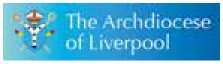 The Archdiocese
of Liverpool